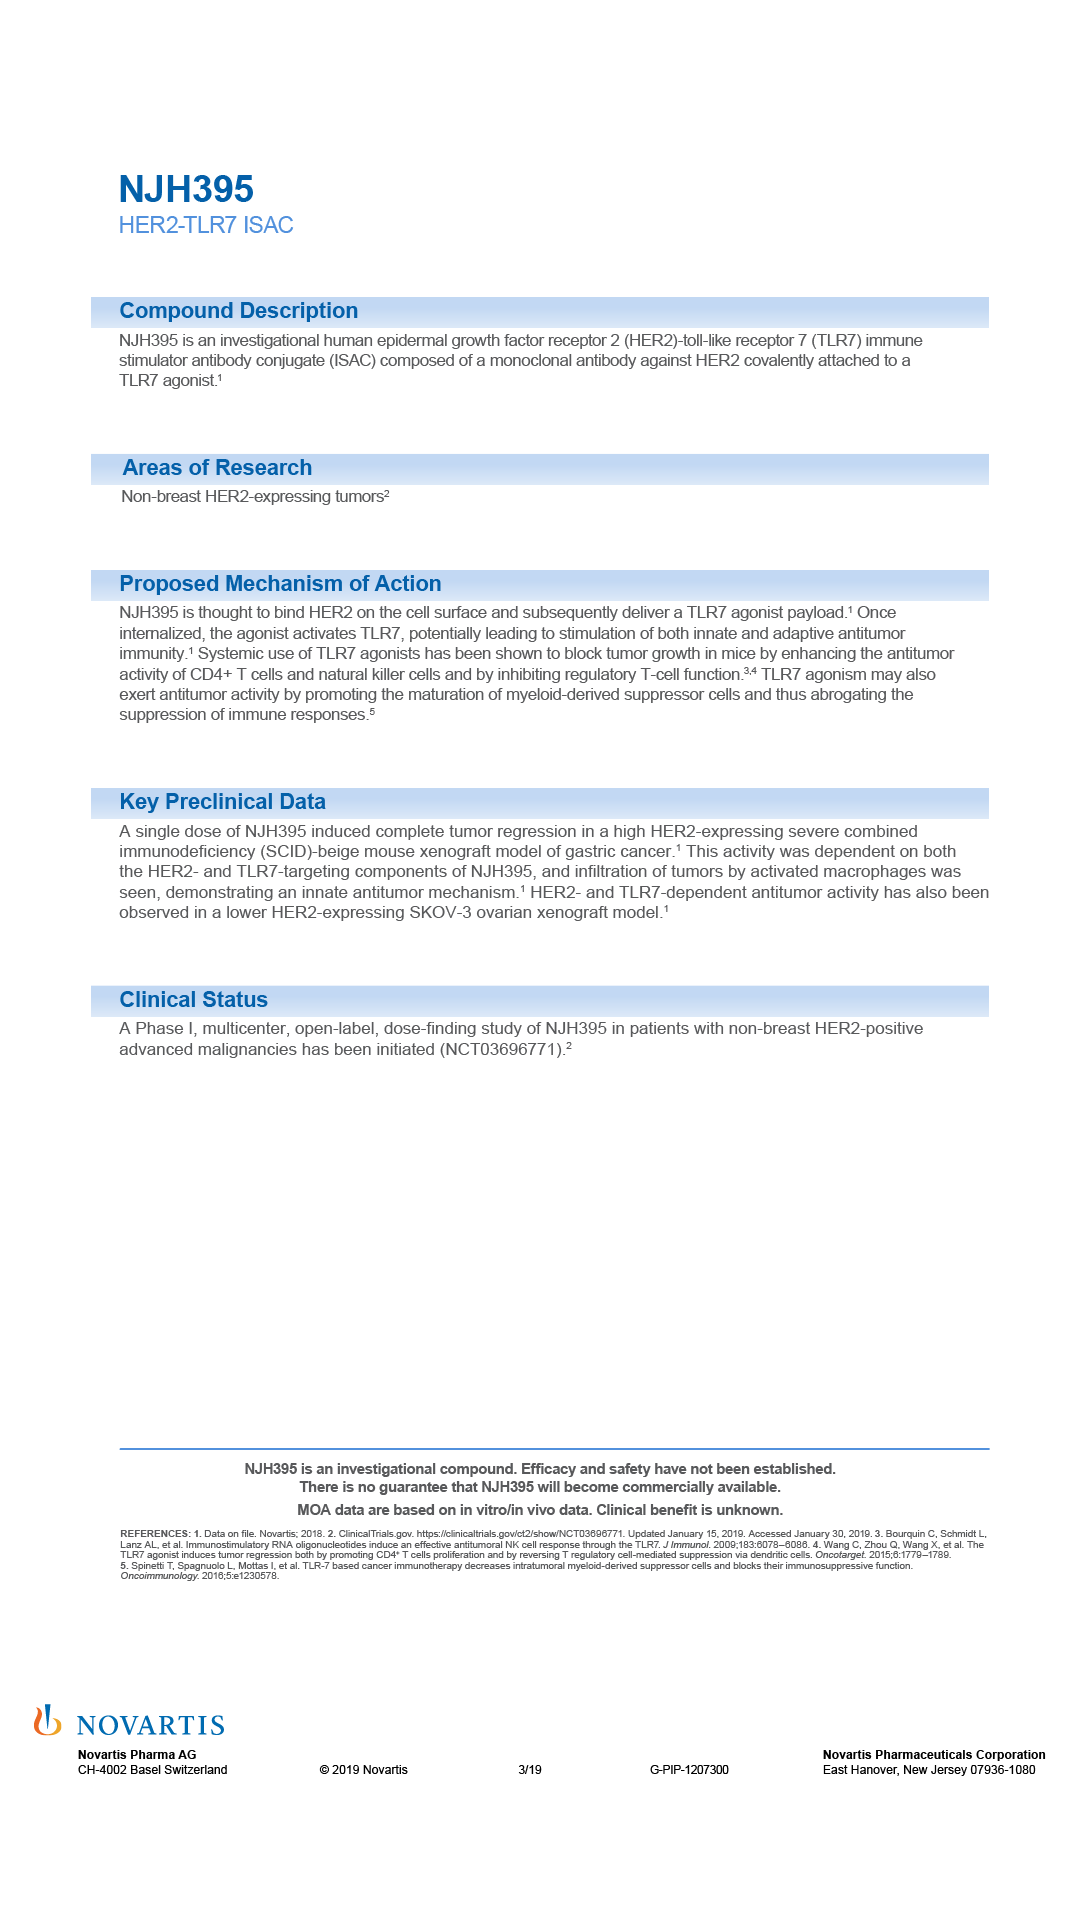 NJH395
HER2-TLR7 ISAC
Compound Description
NJH395 is an investigational human epidermal growth factor receptor 2 (HER2)-toll-like receptor 7 (TLR7) immune
stimulator antibody conjugate (ISAC) composed of a monoclonal antibody against HER2 covalently attached to a
TLR7 agonist.¹
Areas of Research
Non-breast HER2-expressing tumors²
Proposed Mechanism of Action
NJH395 is thought to bind HER2 on the cell surface and subsequently deliver a TLR7 agonist payload.¹ Once
internalized, the agonist activates TLR7, potentially leading to stimulation of both innate and adaptive antitumor
immunity.¹ Systemic use of TLR7 agonists has been shown to block tumor growth in mice by enhancing the antitumor
activity of CD4+ T cells and natural killer cells and by inhibiting regulatory T-cell function.³,⁴ TLR7 agonism may also
exert antitumor activity by promoting the maturation of myeloid-derived suppressor cells and thus abrogating the
suppression of immune responses.⁵
Key Preclinical Data
A single dose of NJH395 induced complete tumor regression in a high HER2-expressing severe combined
immunodeficiency (SCID)-beige mouse xenograft model of gastric cancer.¹ This activity was dependent on both
the HER2- and TLR7-targeting components of NJH395, and infiltration of tumors by activated macrophages was
seen, demonstrating an innate antitumor mechanism.¹ HER2- and TLR7-dependent antitumor activity has also been
observed in a lower HER2-expressing SKOV-3 ovarian xenograft model.¹
Clinical Status
A Phase I, multicenter, open-label, dose-finding study of NJH395 in patients with non-breast HER2-positive
advanced malignancies has been initiated (NCT03696771).²
NJH395 is an investigational compound. Efficacy and safety have not been established.
There is no guarantee that NJH395 will become commercially available.
MOA data are based on in vitro/in vivo data. Clinical benefit is unknown.
REFERENCES: 1. Data on file. Novartis; 2018. 2. ClinicalTrials.gov. https://clinicaltrials.gov/ct2/show/NCT03696771. Updated January 15, 2019. Accessed January 30, 2019. 3. Bourquin C, Schmidt L,
Lanz AL, et al. Immunostimulatory RNA oligonucleotides induce an effective antitumoral NK cell response through the TLR7. J Immunol. 2009;183:6078–6086. 4. Wang C, Zhou Q, Wang X, et al. The
TLR7 agonist induces tumor regression both by promoting CD4⁺ T cells proliferation and by reversing T regulatory cell-mediated suppression via dendritic cells. Oncotarget. 2015;6:1779–1789.
5. Spinetti T, Spagnuolo L, Mottas I, et al. TLR-7 based cancer immunotherapy decreases intratumoral myeloid-derived suppressor cells and blocks their immunosuppressive function.
Oncoimmunology. 2016;5:e1230578.
NOVARTIS
Novartis Pharma AG
CH-4002 Basel Switzerland
© 2019 Novartis
3/19
G-PIP-1207300
Novartis Pharmaceuticals Corporation
East Hanover, New Jersey 07936-1080